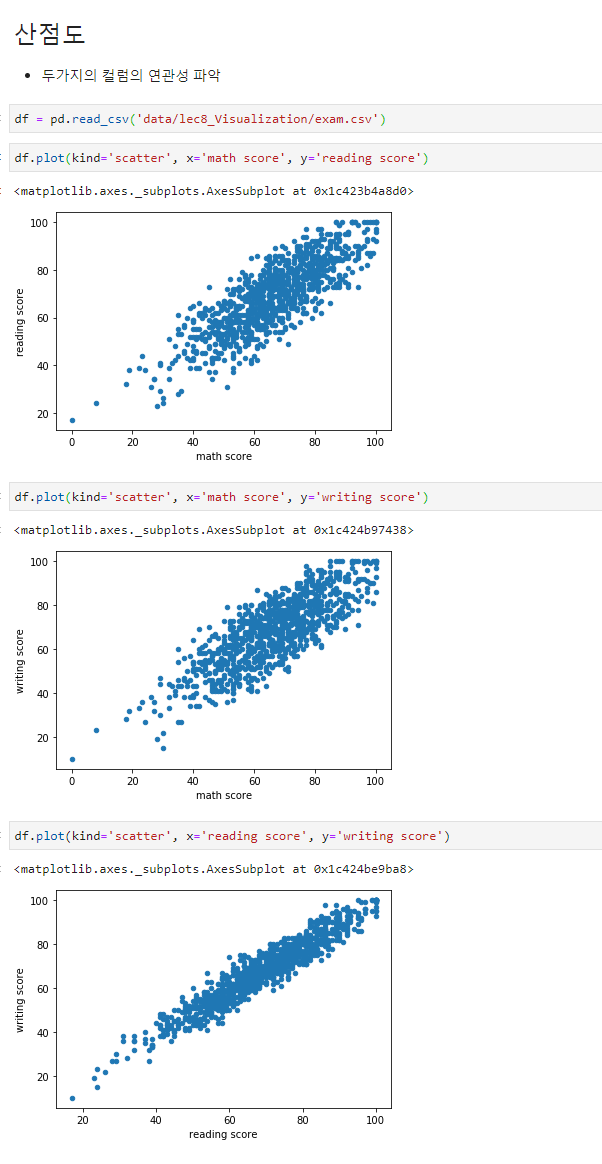 산점도
• 두가지의 컬럼의 연관성 파악
df = pd.read_csv('data/lec8_Visualization/exam.csv')
df.plot(kind='scatter', x='math score', y='reading score')
<matplotlib.axes._subplots.AxesSubplot at 0x1c423b4a8d0>
100
80
60
40
20
reading score
0 20 40 60 80 100
math score
df.plot(kind='scatter', x='math score', y='writing score')
<matplotlib.axes._subplots.AxesSubplot at 0x1c424b97438>
100
80
60
40
20
writing score
0 20 40 60 80 100
math score
df.plot(kind='scatter', x='reading score', y='writing score')
<matplotlib.axes._subplots.AxesSubplot at 0x1c424be9ba8>
100
80
60
40
20
writing score
20 40 60 80 100
reading score